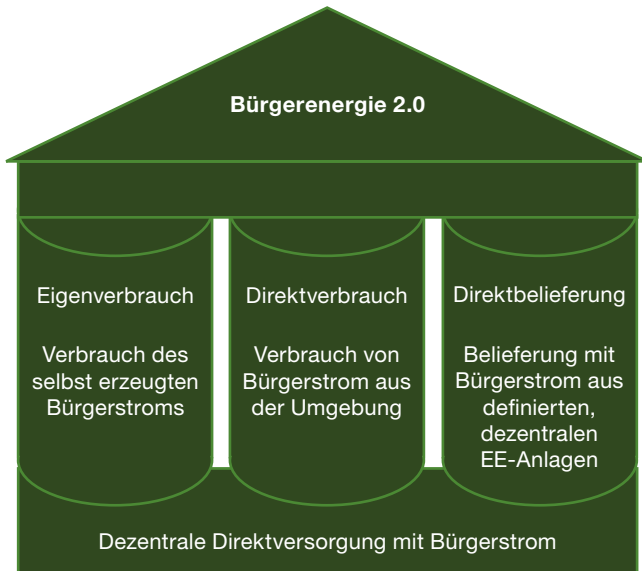 Bürgerenergie 2.0
Eigenverbrauch
Verbrauch des
selbst erzeugten
Bürgerstroms
Direktverbrauch
Verbrauch von
Bürgerstrom aus
der Umgebung
Direktbelieferung
Belieferung mit
Bürgerstrom aus
definierten,
dezentralen
EE-Anlagen
Dezentrale Direktversorgung mit Bürgerstrom